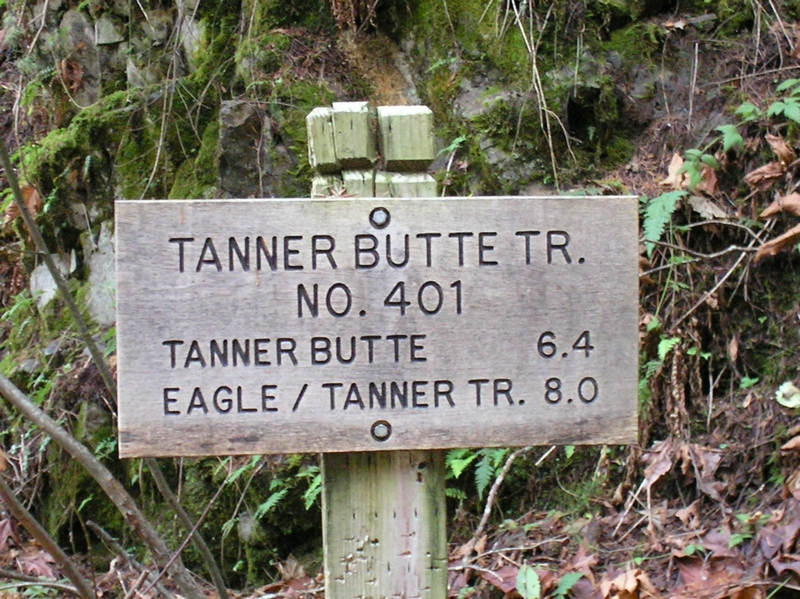 TANNER BUTTE TR.
NO. 401
TANNER BUTTE 6.4
EAGLE / TANNER TR. 8.0